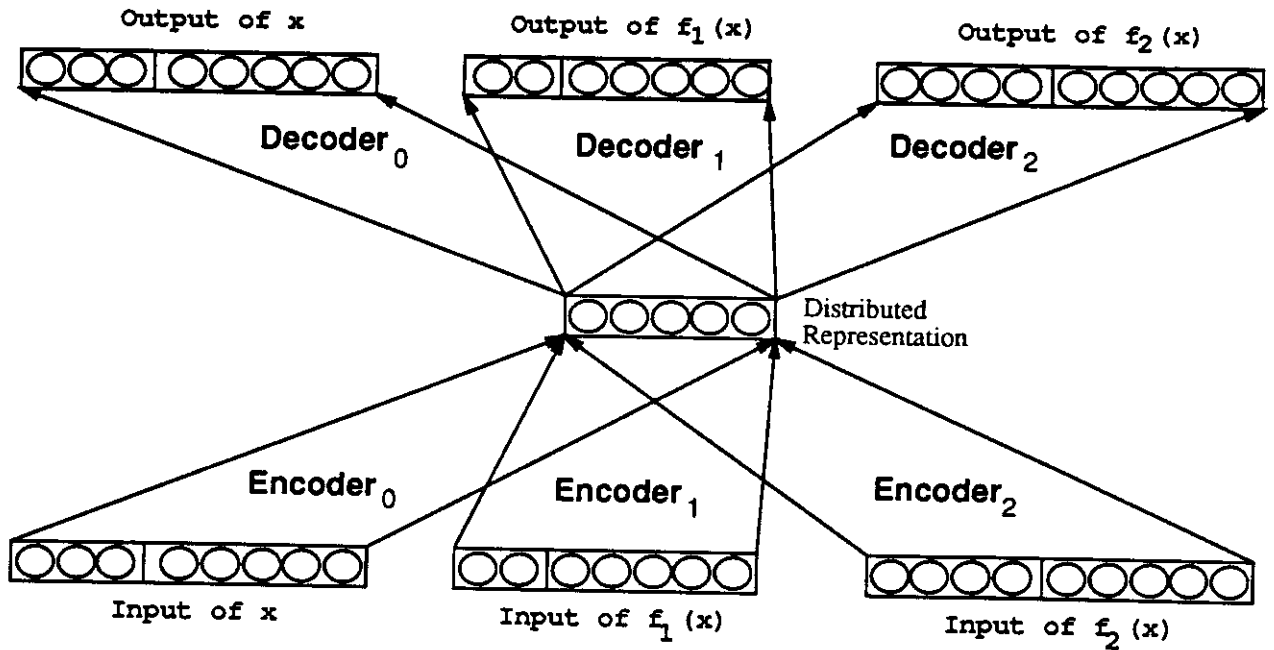 Output of x
Output of f₁(x)
Output of f₂(x)
Decoder₀
Decoder₁
Decoder₂
Distributed
Representation
Encoder₀
Encoder₁
Encoder₂
Input of x
Input of f₁(x)
Input of f₂(x)